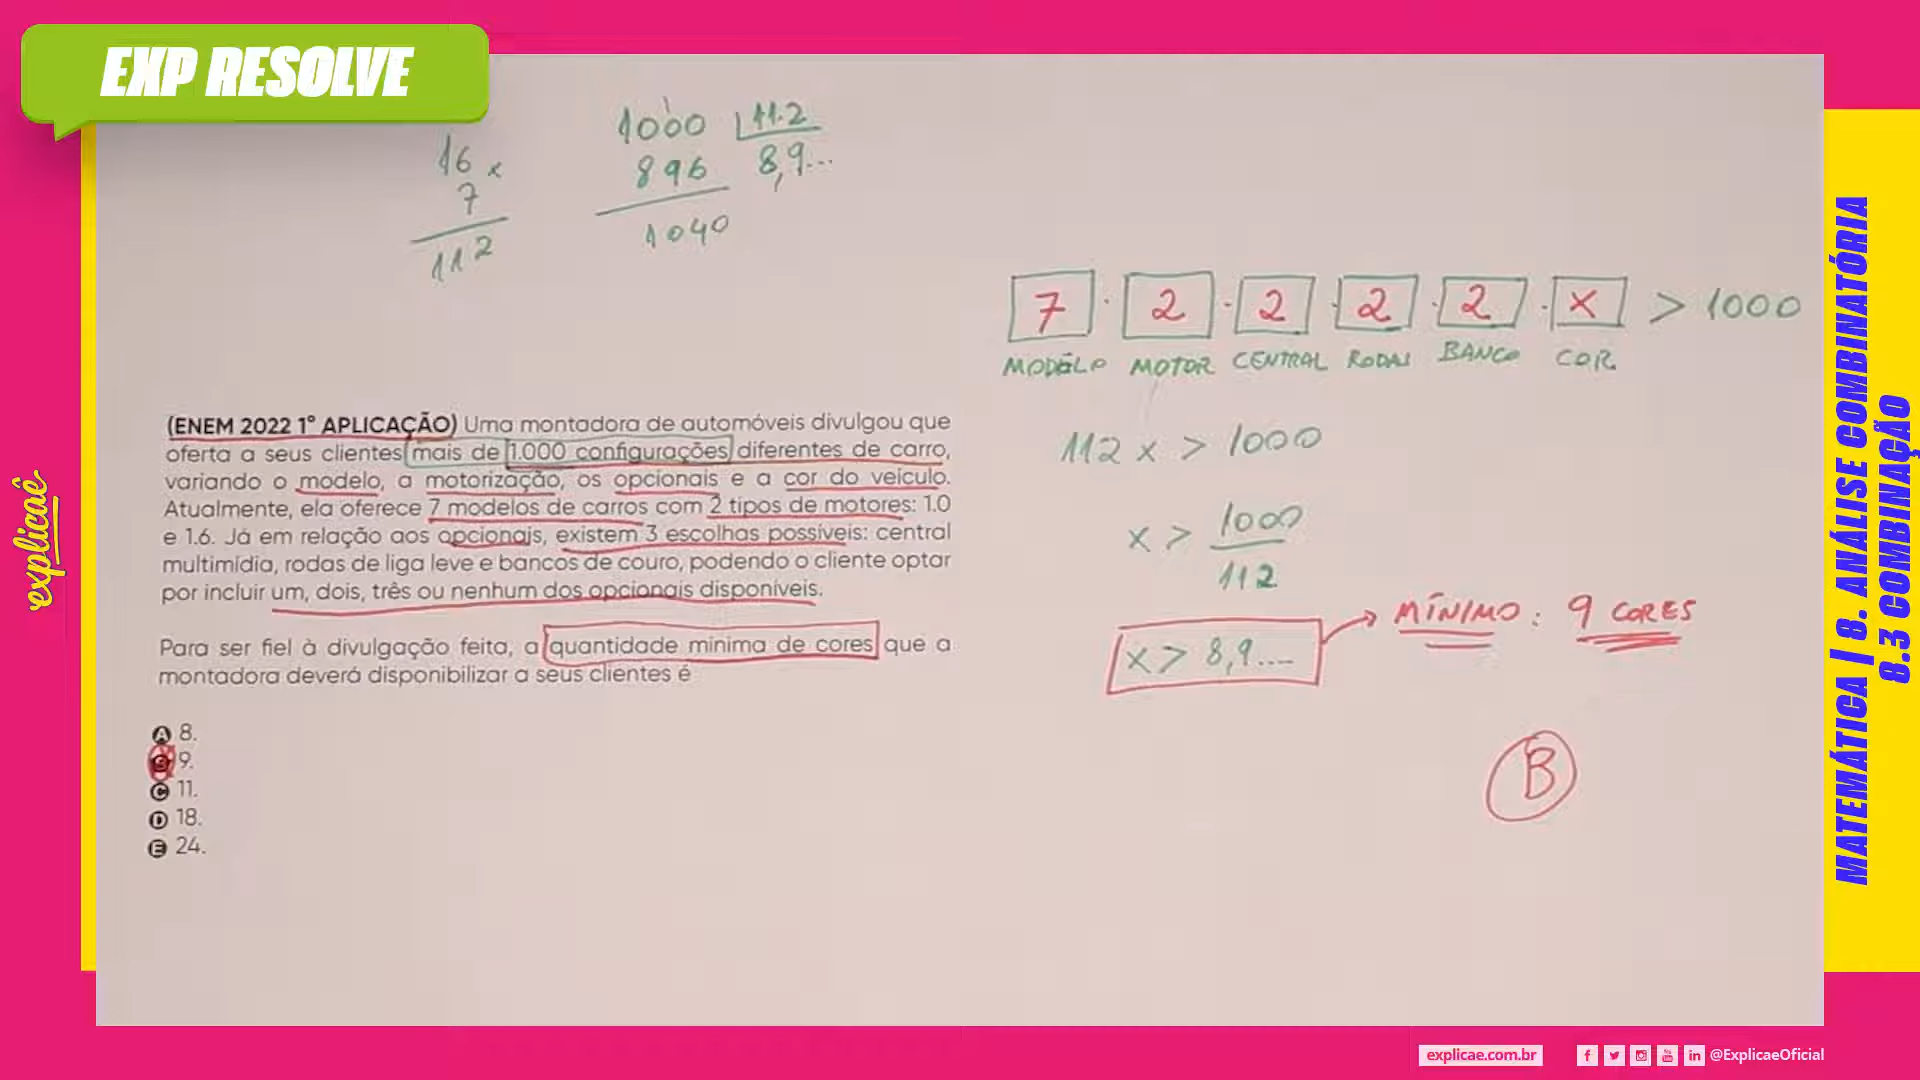 EXP RESOLVE
16 x
7
112
1000 11.2
896 8,9...
1040
7 . 2 . 2 . 2 . 2 . x > 1000
MODELO MOTOR CENTRAL RODAS BANCO COR
112 x > 1000
x > 1000
112
x > 8,9.... MÍNIMO : 9 CORES
B
(ENEM 2022 1° APLICAÇÃO) Uma montadora de automóveis divulgou que
oferta a seus clientes mais de 1.000 configurações diferentes de carro,
variando o modelo, a motorização, os opcionais e a cor do veículo.
Atualmente, ela oferece 7 modelos de carros com 2 tipos de motores: 1.0
e 1.6. Já em relação aos opcionais, existem 3 escolhas possíveis: central
multimídia, rodas de liga leve e bancos de couro, podendo o cliente optar
por incluir um, dois, três ou nenhum dos opcionais disponíveis.
Para ser fiel à divulgação feita, a quantidade mínima de cores que a
montadora deverá disponibilizar a seus clientes é
A 8.
B 9.
C 11.
D 18.
E 24.
explicaê
MATEMÁTICA | 8. ANÁLISE COMBINATÓRIA
8.3 COMBINAÇÃO
explicae.com.br
@ExplicaeOficial